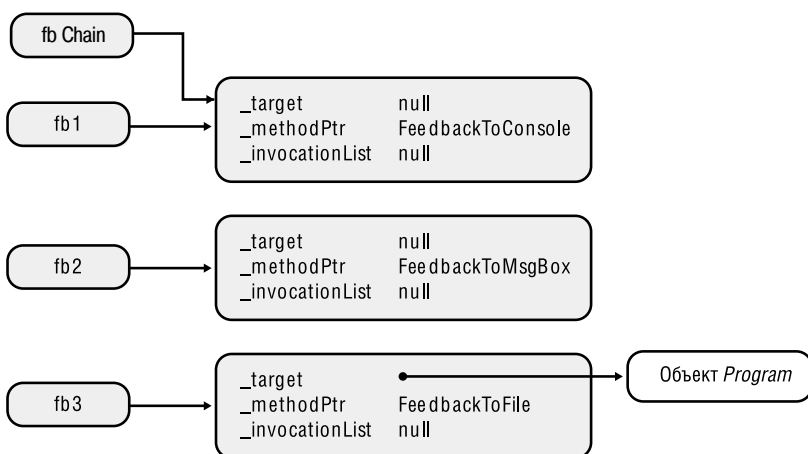 fb Chain
fb1
_target null
_methodPtr FeedbackToConsole
_invocationList null
fb2
_target null
_methodPtr FeedbackToMsgBox
_invocationList null
fb3
_target
_methodPtr FeedbackToFile
_invocationList null
Объект Program